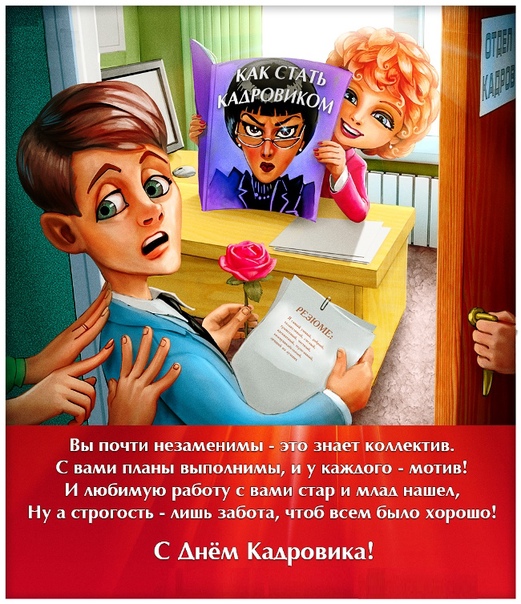 ОТДЕЛ
КАДРОВ
КАК СТАТЬ
КАДРОВИКОМ
РЕЗЮМЕ:
Вы почти незаменимы - это знает коллектив.
С вами планы выполнимы, и у каждого - мотив!
И любимую работу с вами стар и млад нашел,
Ну а строгость - лишь забота, чтоб всем было хорошо!
С Днём Кадровика!